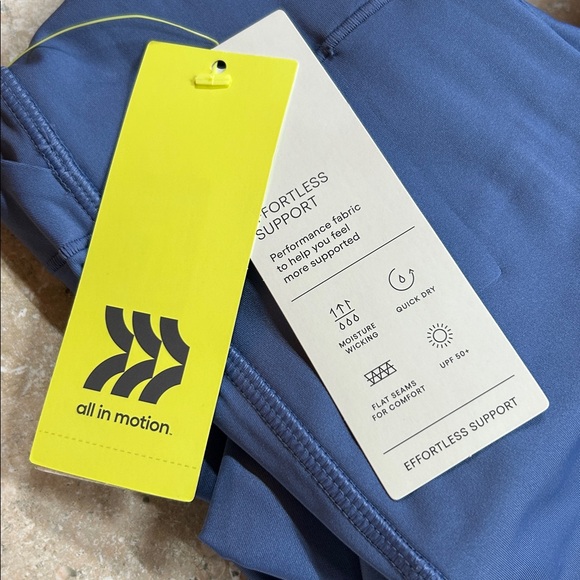 all in motion™
EFFORTLESS
SUPPORT
Performance fabric
to help you feel
more supported
MOISTURE
WICKING
QUICK DRY
FLAT SEAMS
FOR COMFORT
UPF 50+
EFFORTLESS SUPPORT